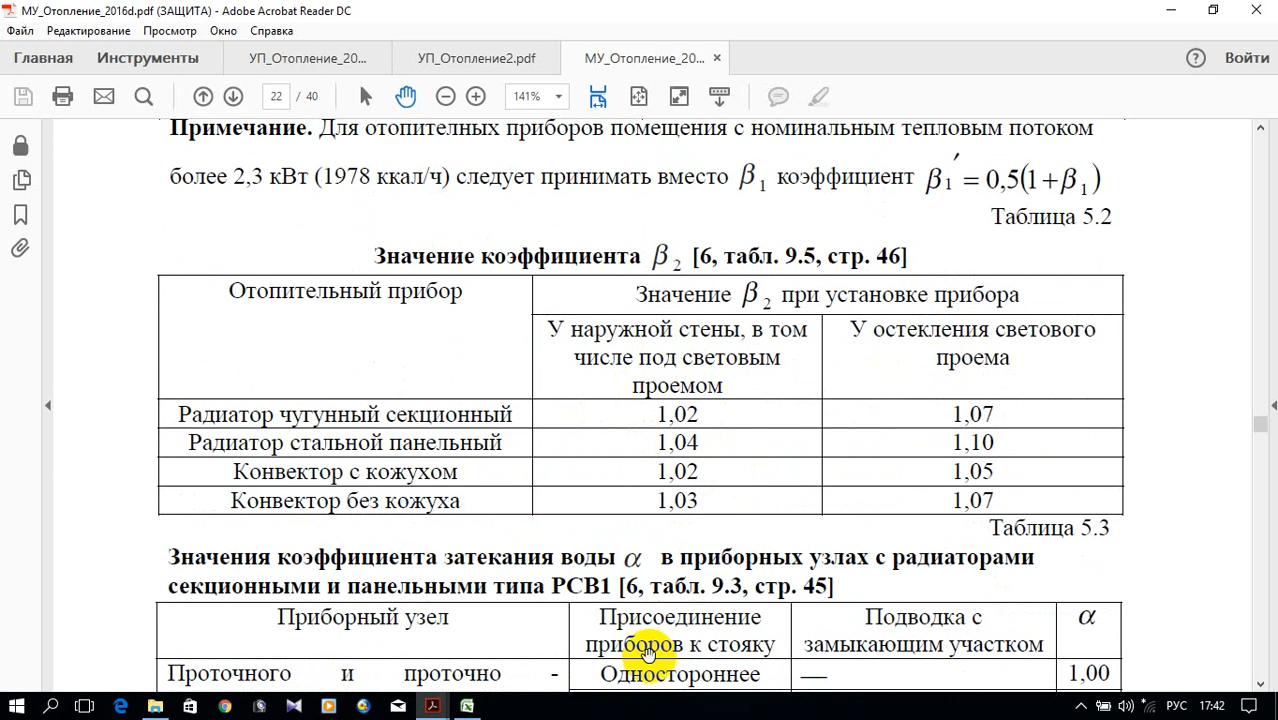 МУ_Отопление_2016d.pdf (ЗАЩИТА) - Adobe Acrobat Reader DC
Файл Редактирование Просмотр Окно Справка
Главная Инструменты УП_Отопление_20... УП_Отопление2.pdf МУ_Отопление_20... × Войти
22 / 40 141%
Примечание. Для отопителных приборов помещения с номинальным тепловым потоком
более 2,3 кВт (1978 ккал/ч) следует принимать вместо β₁ коэффициент β₁′ = 0,5(1+β₁)
Таблица 5.2
Значение коэффициента β₂ [6, табл. 9.5, стр. 46]
Отопительный прибор Значение β₂ при установке прибора
У наружной стены, в том числе под световым проемом
У остекления светового проема
Радиатор чугунный секционный 1,02 1,07
Радиатор стальной панельный 1,04 1,10
Конвектор с кожухом 1,02 1,05
Конвектор без кожуха 1,03 1,07
Таблица 5.3
Значения коэффициента затекания воды α в приборных узлах с радиаторами
секционными и панельными типа РСВ1 [6, табл. 9.3, стр. 45]
Приборный узел Присоединение приборов к стояку Подводка с замыкающим участком α
Проточного и проточно - Одностороннее — 1,00
РУС 17:42